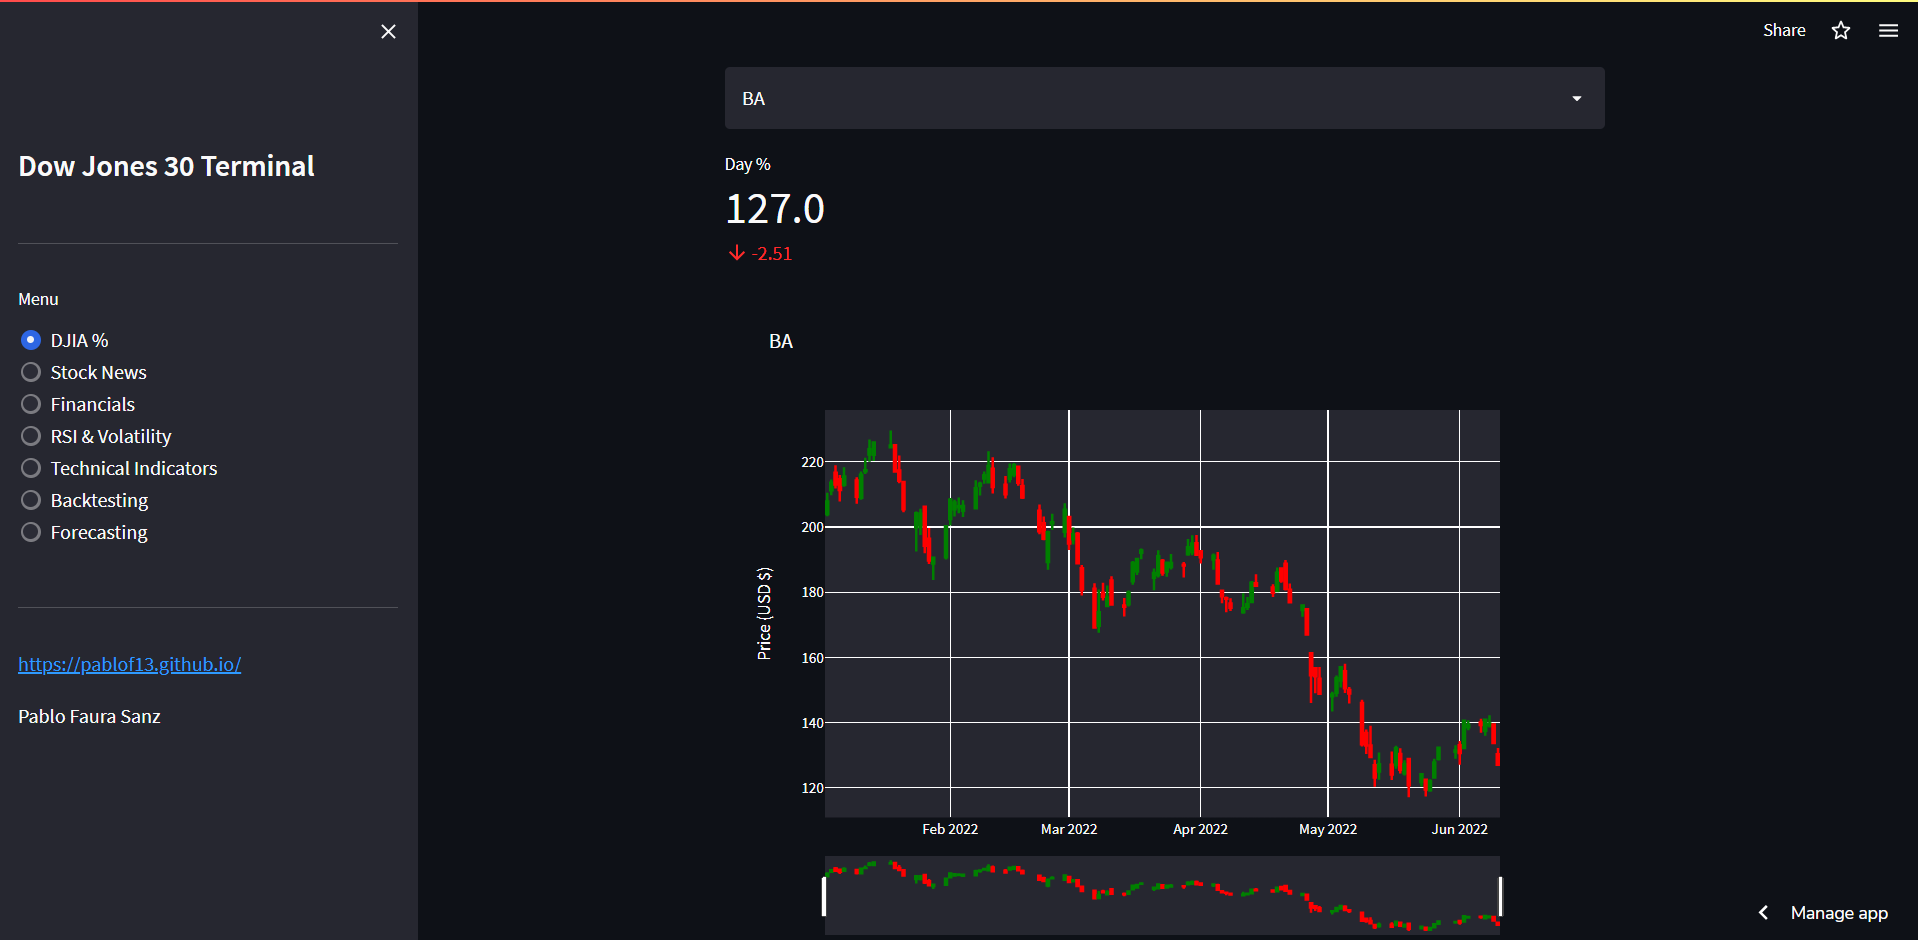 Share
BA
Day %
127.0
-2.51
Dow Jones 30 Terminal
Menu
DJIA %
Stock News
Financials
RSI & Volatility
Technical Indicators
Backtesting
Forecasting
https://pablof13.github.io/
Pablo Faura Sanz
BA
Price (USD $)
220
200
180
160
140
120
Feb 2022
Mar 2022
Apr 2022
May 2022
Jun 2022
Manage app